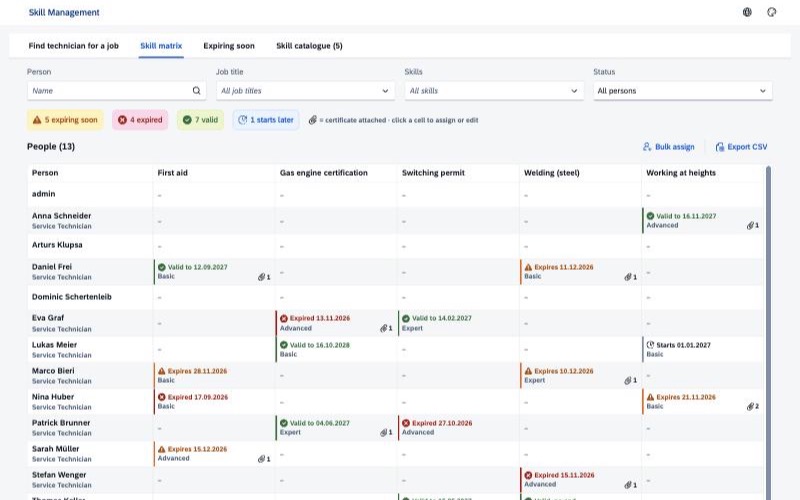 Skill Management
Find technician for a job Skill matrix Expiring soon Skill catalogue (5)
Person Job title Skills Status
Name All job titles All skills All persons
5 expiring soon 4 expired 7 valid 1 starts later = certificate attached · click a cell to assign or edit
People (13) Bulk assign Export CSV
Person First aid Gas engine certification Switching permit Welding (steel) Working at heights
admin - - - - -
Anna Schneider - - - - Valid to 16.11.2027
Service Technician Advanced 1
Arturs Klupsa - - - - -
Daniel Frei Valid to 12.09.2027 - - Expires 11.12.2026 -
Service Technician Basic 1 Basic 1
Dominic Schertenleib - - - - -
Eva Graf - Expired 13.11.2026 Valid to 14.02.2027 - -
Service Technician Advanced 1 Expert
Lukas Meier - Valid to 16.10.2028 - - Starts 01.01.2027
Service Technician Basic Basic
Marco Bieri Expires 28.11.2026 - - Expires 10.12.2026 -
Service Technician Basic Expert 1
Nina Huber Expired 17.09.2026 - - - Expires 21.11.2026
Service Technician Basic Basic 2
Patrick Brunner - Valid to 04.06.2027 Expired 27.10.2026 - -
Service Technician Expert 1 Advanced
Sarah Müller Expires 15.12.2026 - - - -
Service Technician Advanced 1
Stefan Wenger - - - Expired 15.11.2026 -
Service Technician Advanced 1